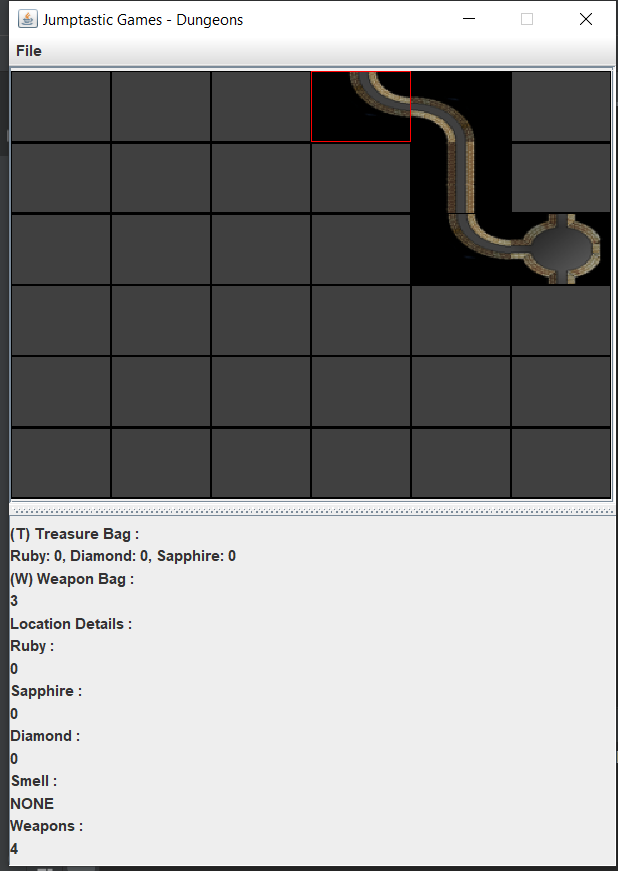 Jumptastic Games - Dungeons
File
(T) Treasure Bag :
Ruby: 0, Diamond: 0, Sapphire: 0
(W) Weapon Bag :
3
Location Details :
Ruby :
0
Sapphire :
0
Diamond :
0
Smell :
NONE
Weapons :
4